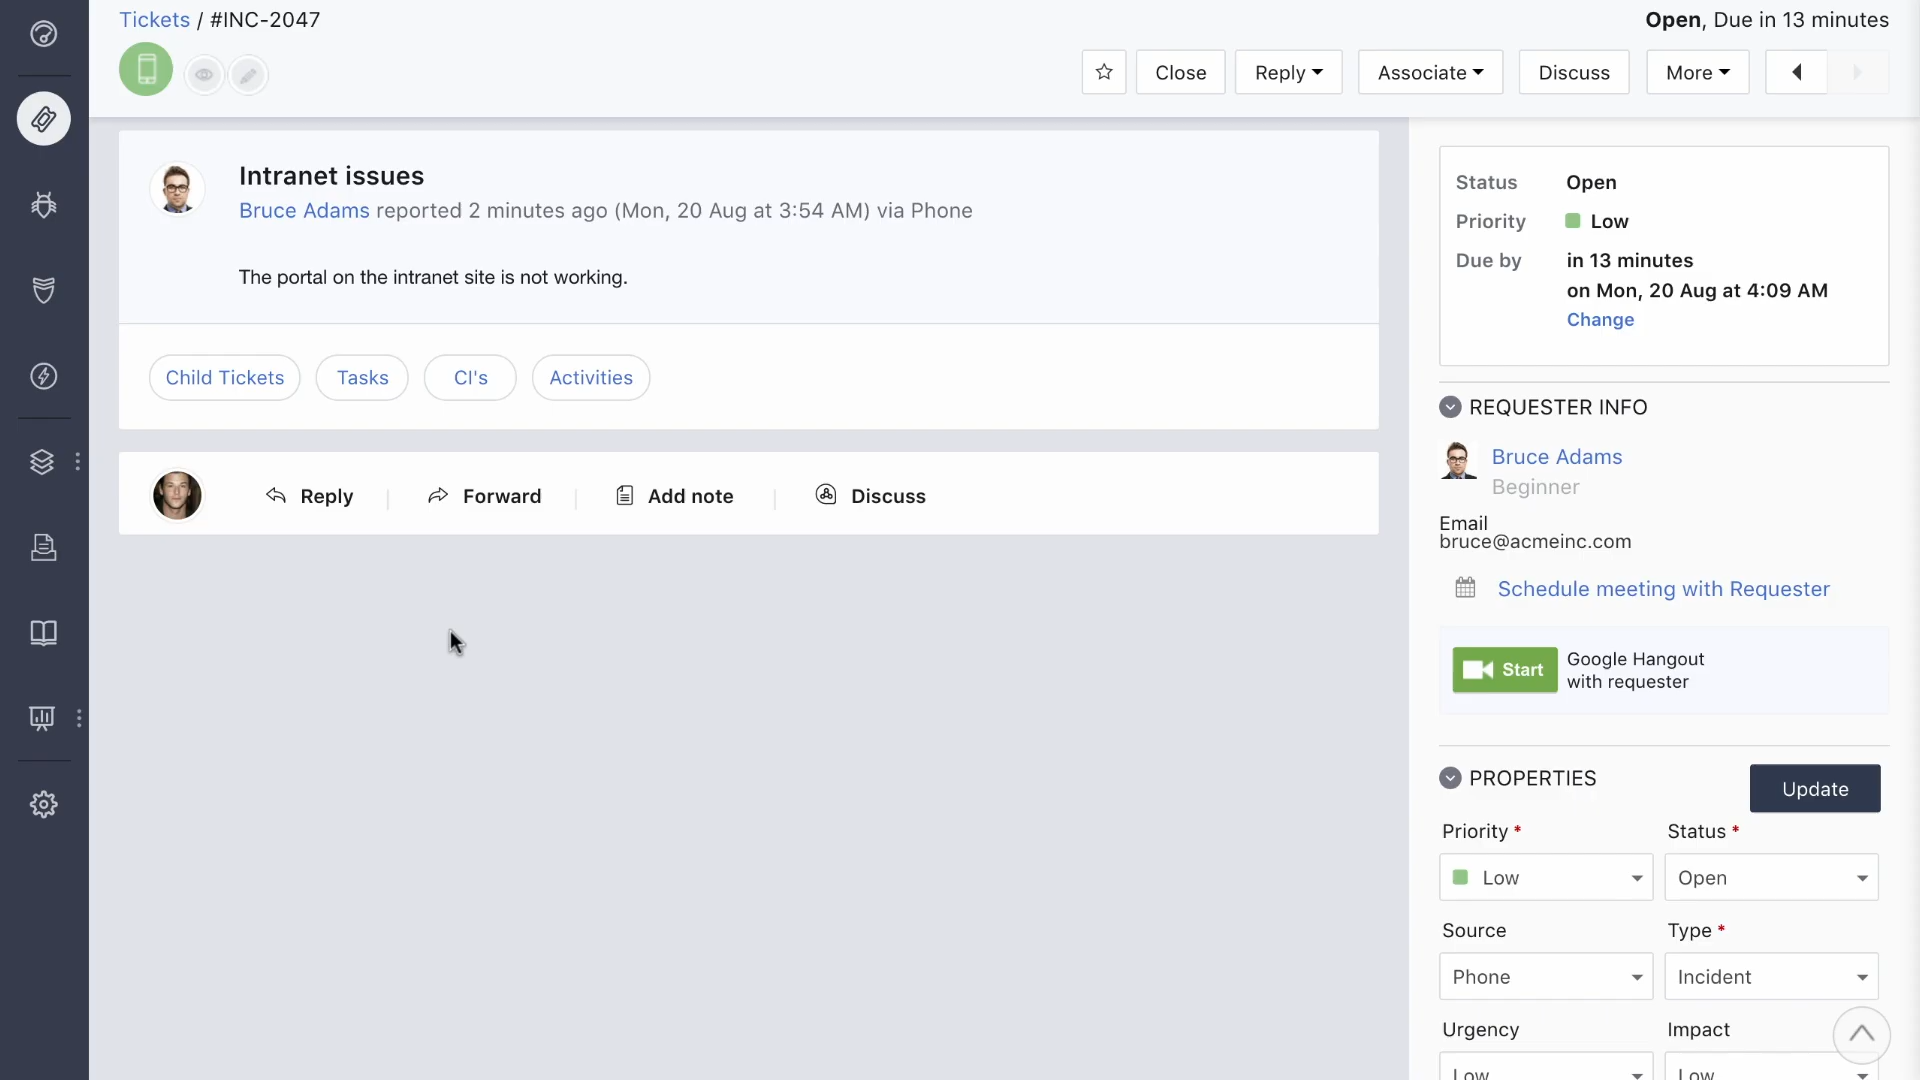 Tickets / #INC-2047
Open, Due in 13 minutes
Close
Reply
Associate
Discuss
More
Intranet issues
Bruce Adams reported 2 minutes ago (Mon, 20 Aug at 3:54 AM) via Phone
The portal on the intranet site is not working.
Child Tickets
Tasks
CI's
Activities
Reply
Forward
Add note
Discuss
Status Open
Priority Low
Due by in 13 minutes
on Mon, 20 Aug at 4:09 AM
Change
REQUESTER INFO
Bruce Adams
Beginner
Email
bruce@acmeinc.com
Schedule meeting with Requester
Start
Google Hangout
with requester
PROPERTIES
Update
Priority * Status *
Low Open
Source Type *
Phone Incident
Urgency Impact
Low Low